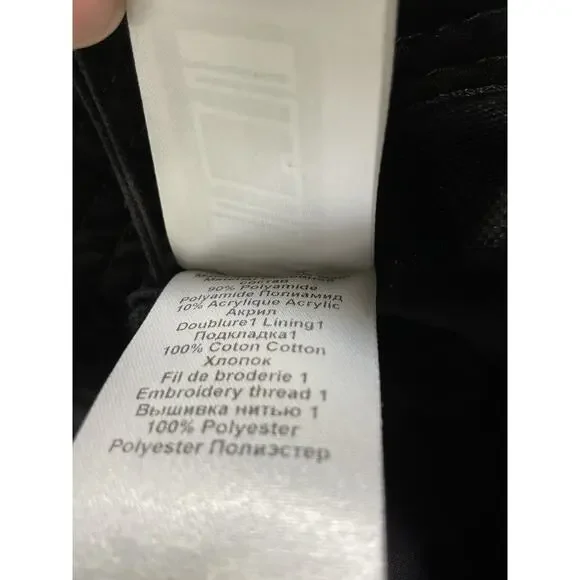 состав
90% Polyamide
Polyamide Полиамид
10% Acrylique Acrylic
Акрил
Doublure1 Lining1
Подкладка1
100% Coton Cotton
Хлопок
Fil de broderie 1
Embroidery thread 1
Вышивка нитью 1
100% Polyester
Polyester Полиэстер